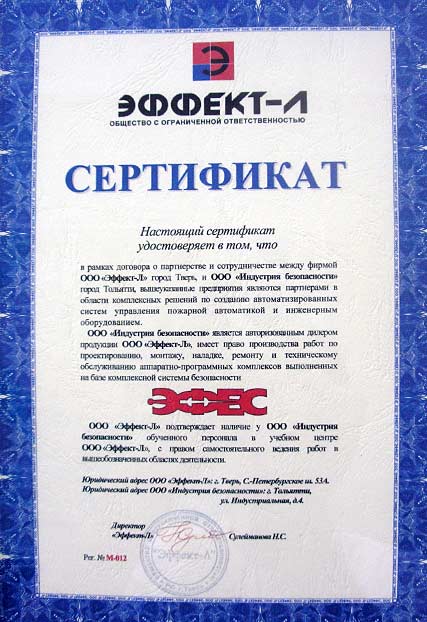 Э
ЭФФЕКТ-Л
ОБЩЕСТВО С ОГРАНИЧЕННОЙ ОТВЕТСТВЕННОСТЬЮ
СЕРТИФИКАТ
Настоящий сертификат
удостоверяет в том, что
в рамках договора о партнерстве и сотрудничестве между фирмой
ООО «Эффект-Л» город Тверь, и ООО "Индустрия безопасности"
город Тольятти, вышеуказанные предприятия являются партнерами в
области комплексных решений по созданию автоматизированных
систем управления пожарной автоматикой и инженерным
оборудованием.
ООО «Индустрия безопасности» является авторизованным дилером
продукции ООО «Эффект-Л», имеет право производства работ по
проектированию, монтажу, наладке, ремонту и техническому
обслуживанию аппаратно-программных комплексов выполненных
на базе комплексной системы безопасности
ЭФЕС
ООО «Эффект-Л» подтверждает наличие у ООО «Индустрия
безопасности» обученного персонала в учебном центре
ООО «Эффект-Л», с правом самостоятельного ведения работ в
вышеобозначенных областях деятельности.
Юридический адрес ООО «Эффект-Л»: г. Тверь, С.-Петербургское ш. 53А.
Юридический адрес ООО «Индустрия безопасности»: г. Тольятти,
ул. Индустриальная, д.4.
Директор
«Эффект-Л» Сулейманова Н.С.
"Эффект-Л"
Рег. № М-012